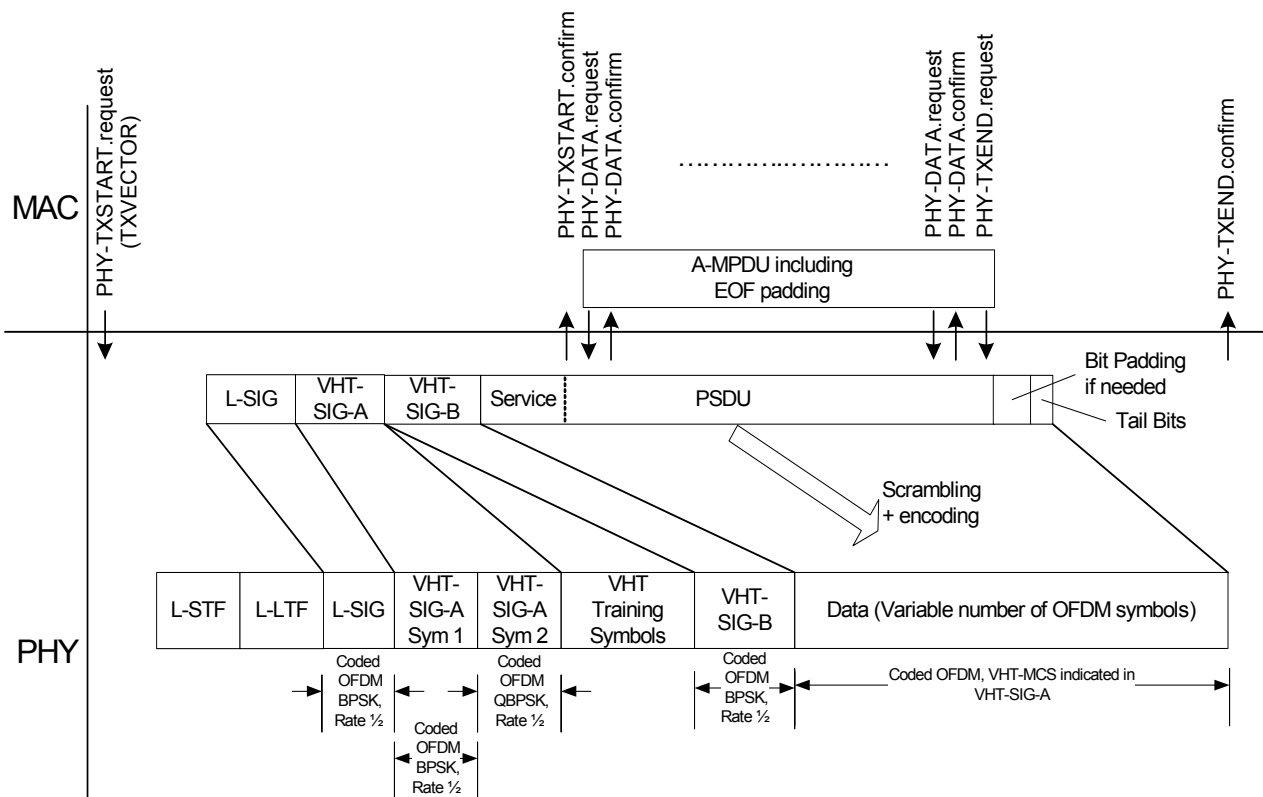 PHY-TXSTART.request
(TXVECTOR)
PHY-TXSTART.confirm
PHY-DATA.request
PHY-DATA.confirm
………………………
PHY-DATA.request
PHY-DATA.confirm
PHY-TXEND.request
PHY-TXEND.confirm
MAC
A-MPDU including
EOF padding
L-SIG
VHT-
SIG-A
VHT-
SIG-B
Service
PSDU
Bit Padding
if needed
Tail Bits
Scrambling
+ encoding
PHY
L-STF
L-LTF
L-SIG
VHT-
SIG-A
Sym 1
VHT-
SIG-A
Sym 2
VHT
Training
Symbols
VHT-
SIG-B
Data (Variable number of OFDM symbols)
Coded
OFDM
BPSK,
Rate ½
Coded
OFDM
BPSK,
Rate ½
Coded
OFDM
QBPSK,
Rate ½
Coded
OFDM
BPSK,
Rate ½
Coded OFDM, VHT-MCS indicated in
VHT-SIG-A